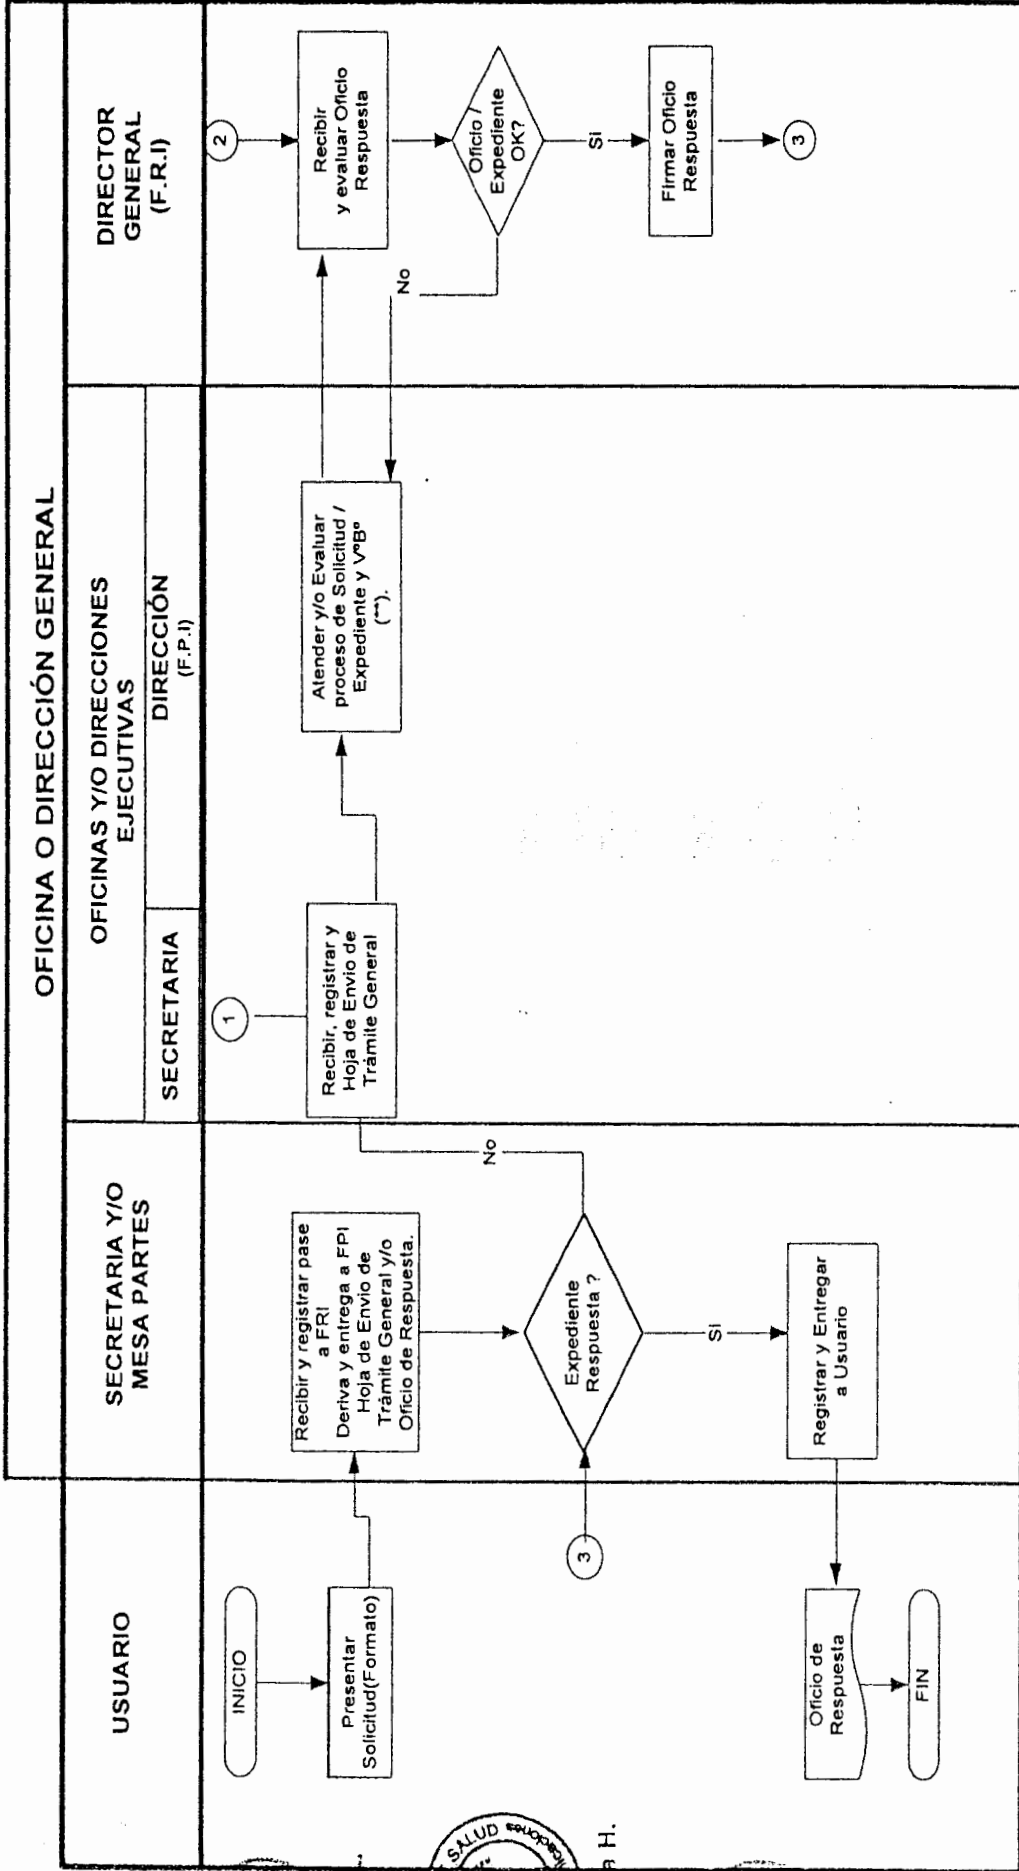 OFICINA O DIRECCIÓN GENERAL
USUARIO
SECRETARIA Y/O
MESA PARTES
OFICINAS Y/O DIRECCIONES
EJECUTIVAS
SECRETARIA
DIRECCIÓN
(F.P.I)
DIRECTOR
GENERAL
(F.R.I)
INICIO
Presentar
Solicitud(Formato)
Recibir y registrar pase
a FRI
Deriva y entrega a FPI
Hoja de Envio de
Trámite General y/o
Oficio de Respuesta.
1
Recibir, registrar y
Hoja de Envio de
Trámite General
Atender y/o Evaluar
proceso de Solicitud /
Expediente y VºBº
(**).
2
Recibir
y evaluar Oficio
Respuesta
Oficio /
Expediente
OK?
No
Si
Firmar Oficio
Respuesta
3
3
Expediente
Respuesta ?
No
Si
Registrar y Entregar
a Usuario
Oficio de
Respuesta
FIN
SALUD
H.